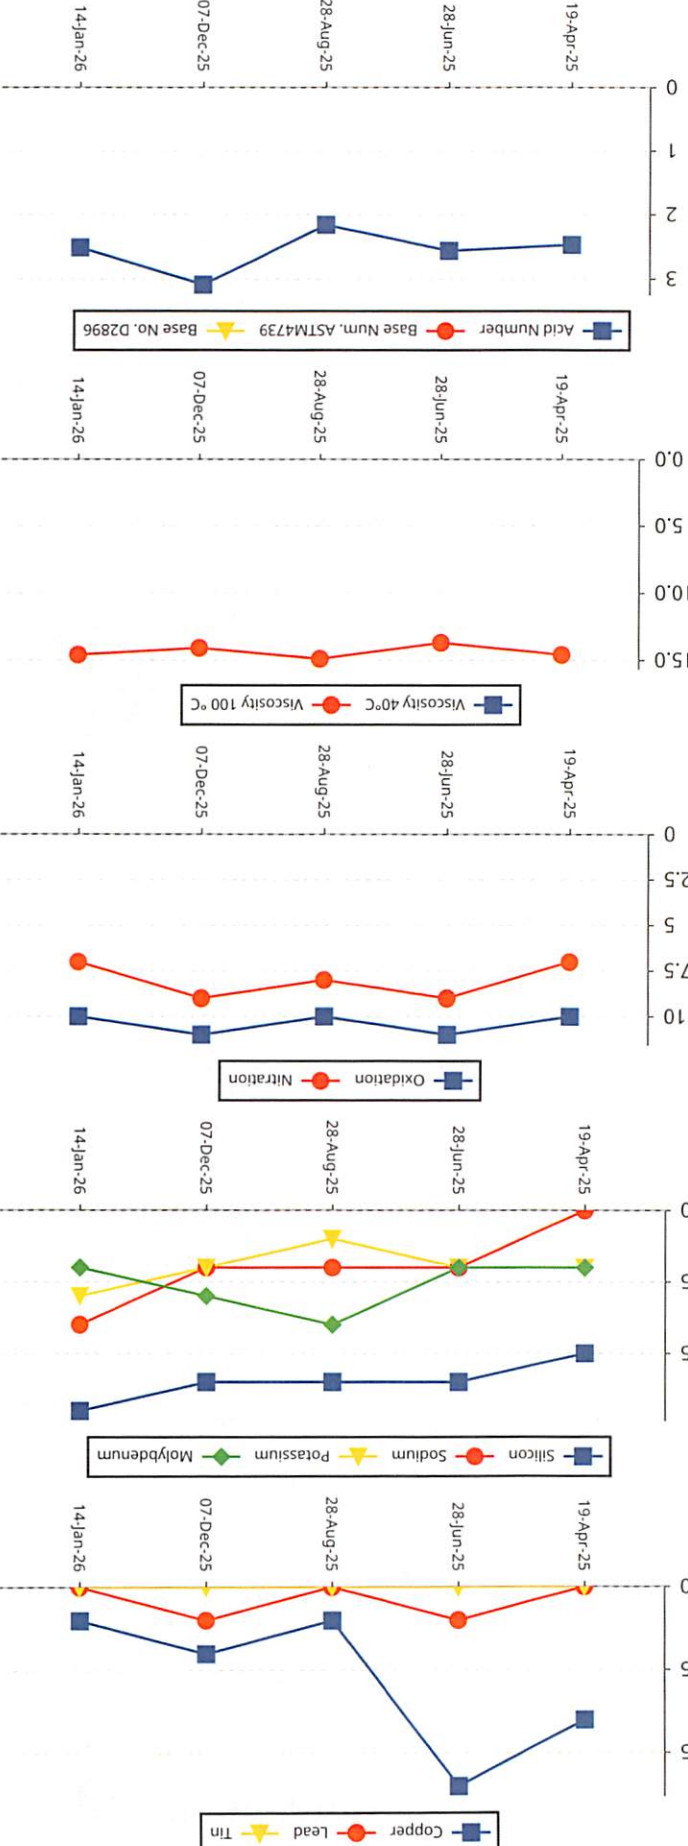 Copper Lead Tin
0
19-Apr-25
28-Jun-25
28-Aug-25
07-Dec-25
14-Jan-26
Silicon Sodium Potassium Molybdenum
0
19-Apr-25
28-Jun-25
28-Aug-25
07-Dec-25
14-Jan-26
Oxidation Nitration
10
7.5
5
2.5
0
19-Apr-25
28-Jun-25
28-Aug-25
07-Dec-25
14-Jan-26
Viscosity 40°C Viscosity 100 °C
15.0
10.0
5.0
0.0
19-Apr-25
28-Jun-25
28-Aug-25
07-Dec-25
14-Jan-26
Acid Number Base Num. ASTM4739 Base No. D2896
3
2
1
0
19-Apr-25
28-Jun-25
28-Aug-25
07-Dec-25
14-Jan-26